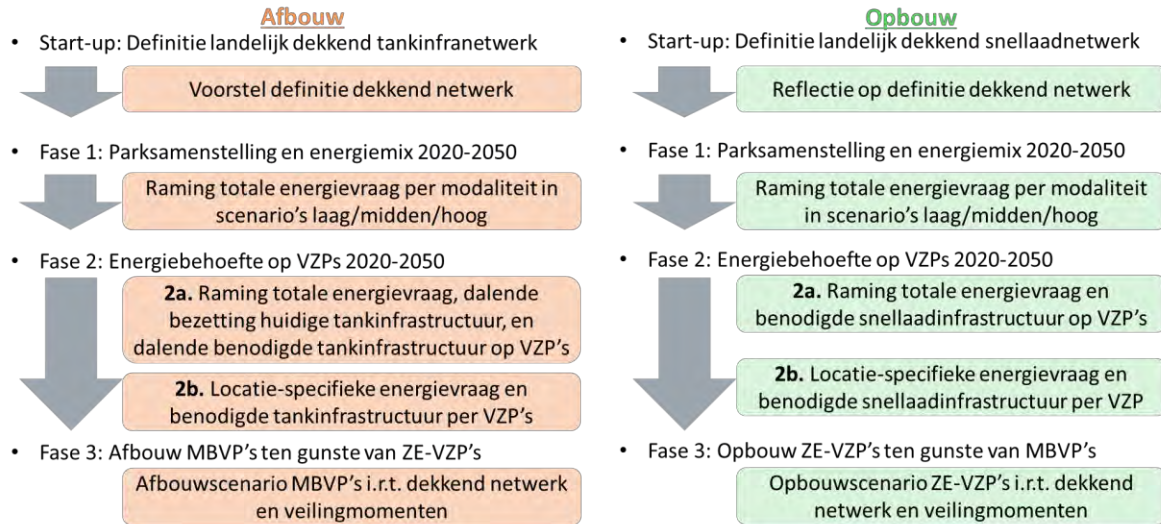 Afbouw
• Start-up: Definitie landelijk dekkend tankinfranetwerk
Voorstel definitie dekkend netwerk
• Fase 1: Parksamenstelling en energiemix 2020-2050
Raming totale energievraag per modaliteit in
scenario's laag/midden/hoog
• Fase 2: Energiebehoefte op VZPs 2020-2050
2a. Raming totale energievraag, dalende
bezetting huidige tankinfrastructuur, en
dalende benodigde tankinfrastructuur op VZP's
2b. Locatie-specifieke energievraag en
benodigde tankinfrastructuur per VZP's
• Fase 3: Afbouw MBVP's ten gunste van ZE-VZP's
Afbouwscenario MBVP's i.r.t. dekkend netwerk
en veilingmomenten
Opbouw
• Start-up: Definitie landelijk dekkend snellaadnetwerk
Reflectie op definitie dekkend netwerk
• Fase 1: Parksamenstelling en energiemix 2020-2050
Raming totale energievraag per modaliteit
in scenario's laag/midden/hoog
• Fase 2: Energiebehoefte op VZPs 2020-2050
2a. Raming totale energievraag en
benodigde snellaadinfrastructuur op VZP's
2b. Locatie-specifieke energievraag en
benodigde snellaadinfrastructuur per VZP
• Fase 3: Opbouw ZE-VZP's ten gunste van MBVP's
Opbouwscenario ZE-VZP's i.r.t. dekkend
netwerk en veilingmomenten